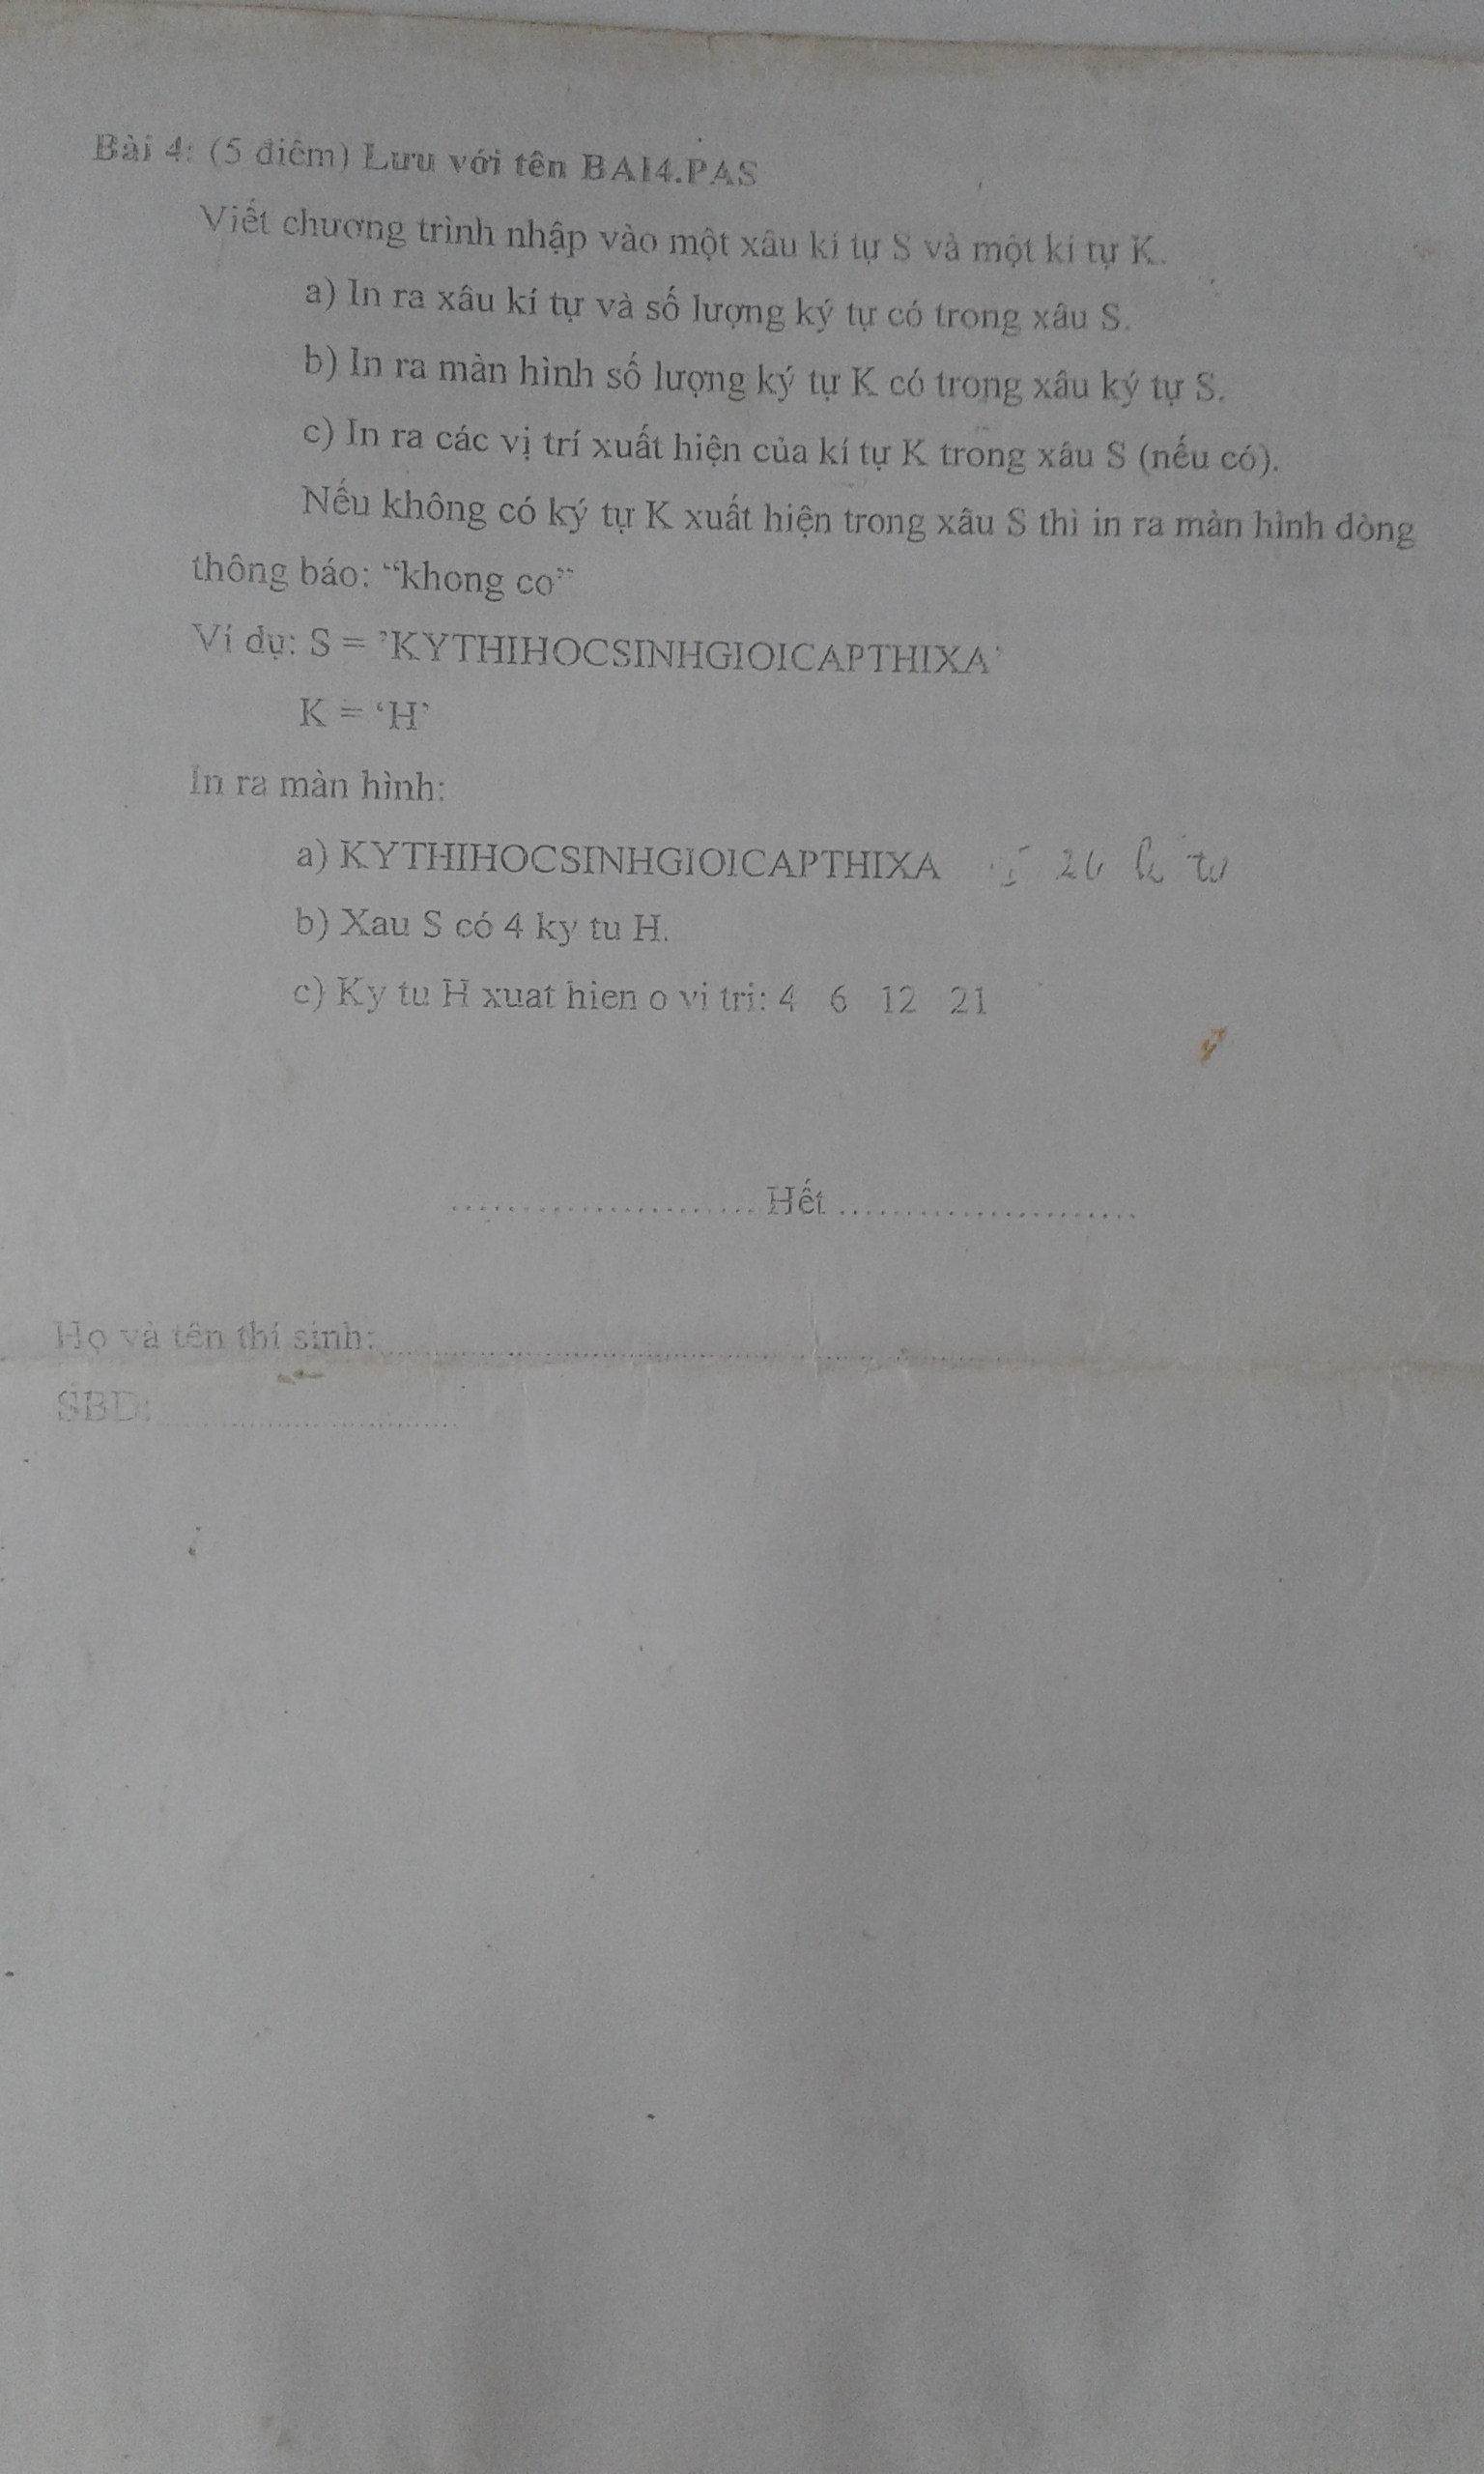 Bài 4: (5 điểm) Lưu với tên BAI4.PAS
Viết chương trình nhập vào một xâu kí tự S và một kí tự K.
a) In ra xâu kí tự và số lượng ký tự có trong xâu S.
b) In ra màn hình số lượng ký tự K có trong xâu ký tự S.
c) In ra các vị trí xuất hiện của kí tự K trong xâu S (nếu có).
Nếu không có ký tự K xuất hiện trong xâu S thì in ra màn hình dòng
thông báo: “khong co”
Ví dụ: S = ’KYTHIHOCSINHGIOICAPTHIXA’
K = ‘H’
In ra màn hình:
a) KYTHIHOCSINHGIOICAPTHIXA
b) Xau S có 4 ky tu H.
c) Ky tu H xuat hien o vi tri: 4 6 12 21
........................... Hết ...........................
Họ và tên thí sinh:............................................................
SBD:............................